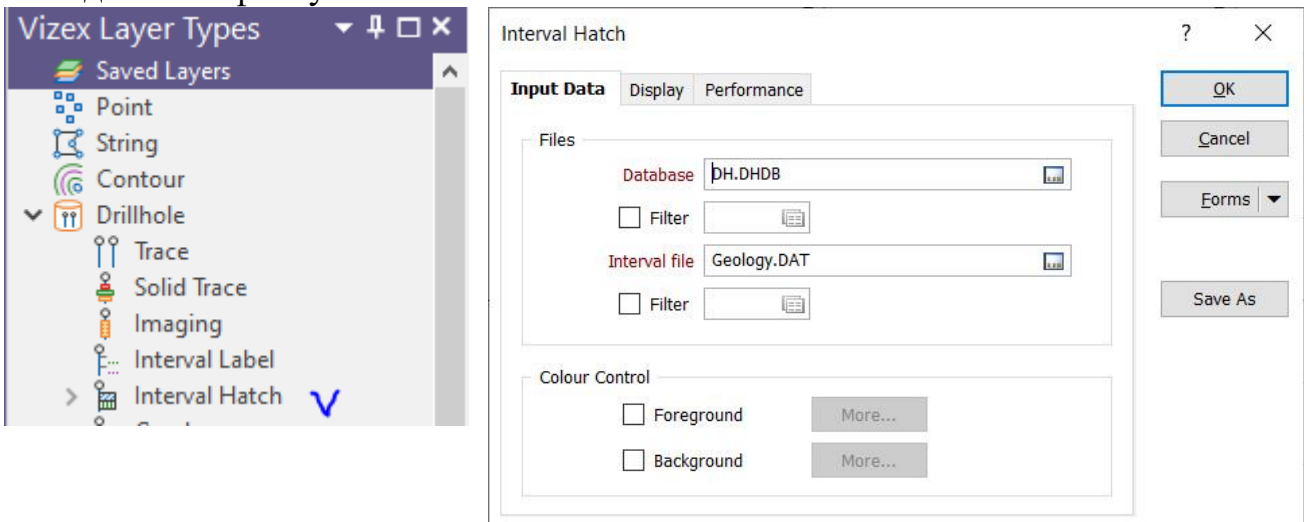 Vizex Layer Types
Saved Layers
Point
String
Contour
Drillhole
Trace
Solid Trace
Imaging
Interval Label
Interval Hatch
Interval Hatch ?
Input Data Display Performance
Files
Database DH.DHDB
Filter
Interval file Geology.DAT
Filter
Colour Control
Foreground More...
Background More...
OK
Cancel
Forms
Save As